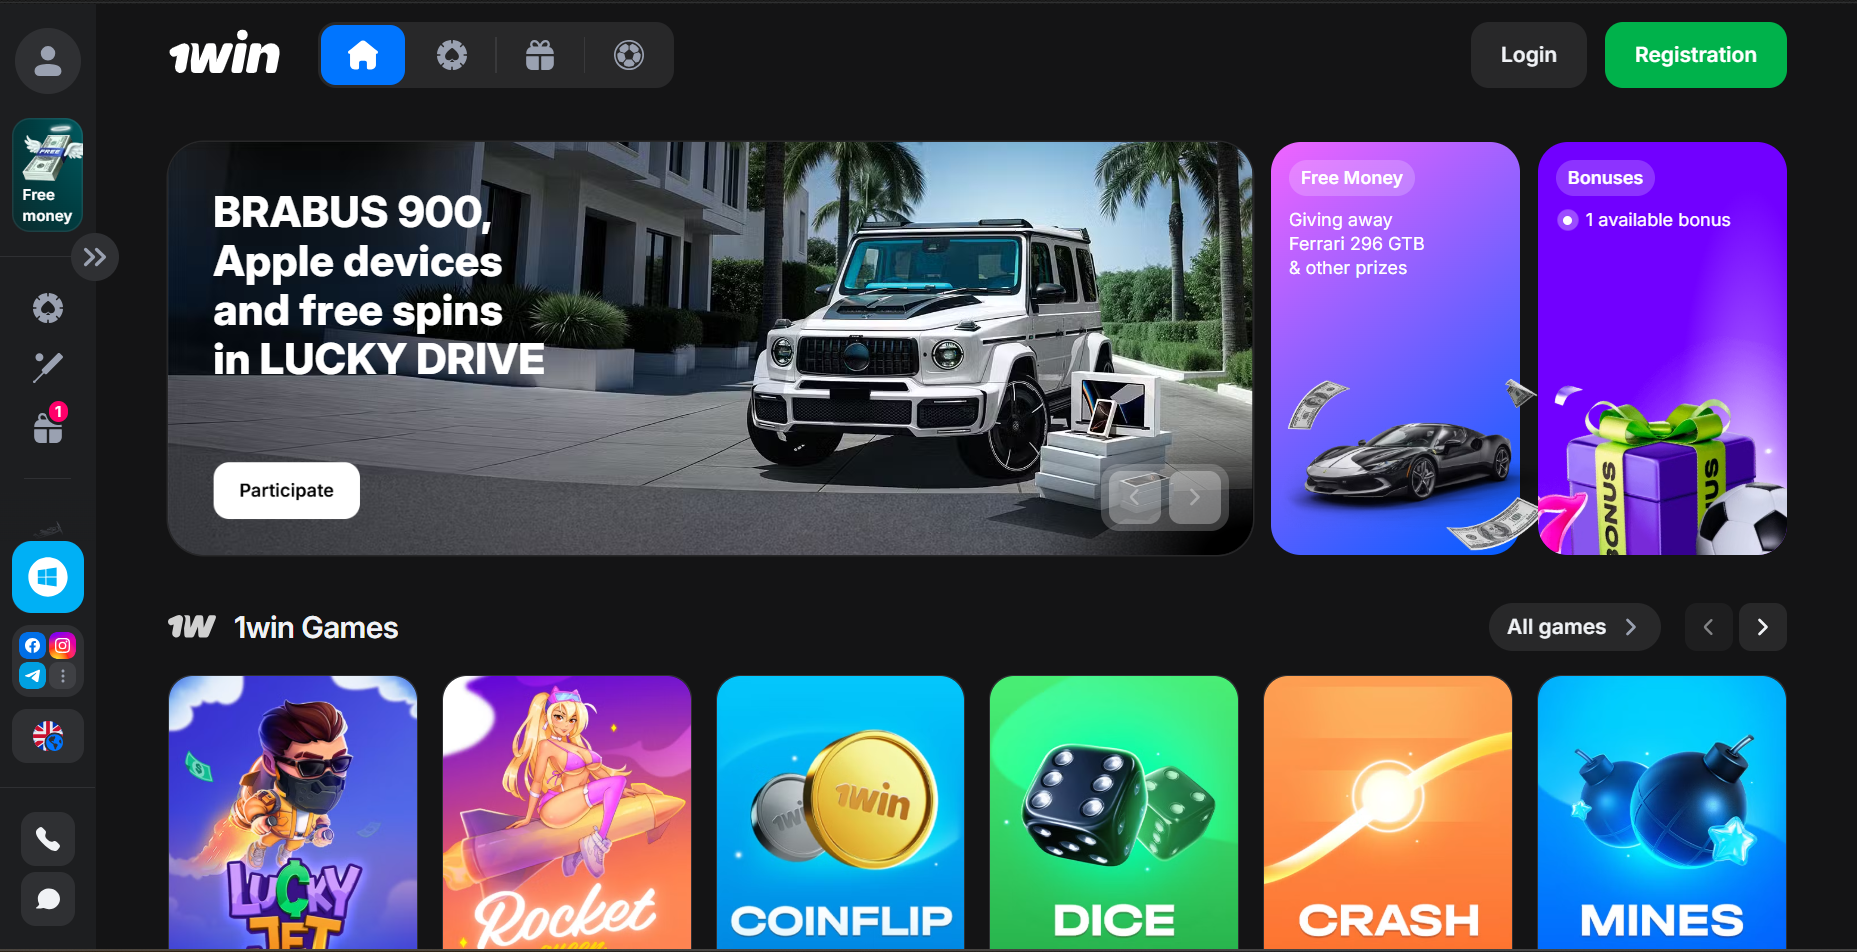 1win
Login
Registration
FREE
Free
money
1
BRABUS 900,
Apple devices
and free spins
in LUCKY DRIVE
Participate
Free Money
Giving away
Ferrari 296 GTB
& other prizes
Bonuses
1 available bonus
BONUS
1W
1win Games
All games
LUCKY
JET
Rocket
queen
1win
COINFLIP
DICE
CRASH
MINES